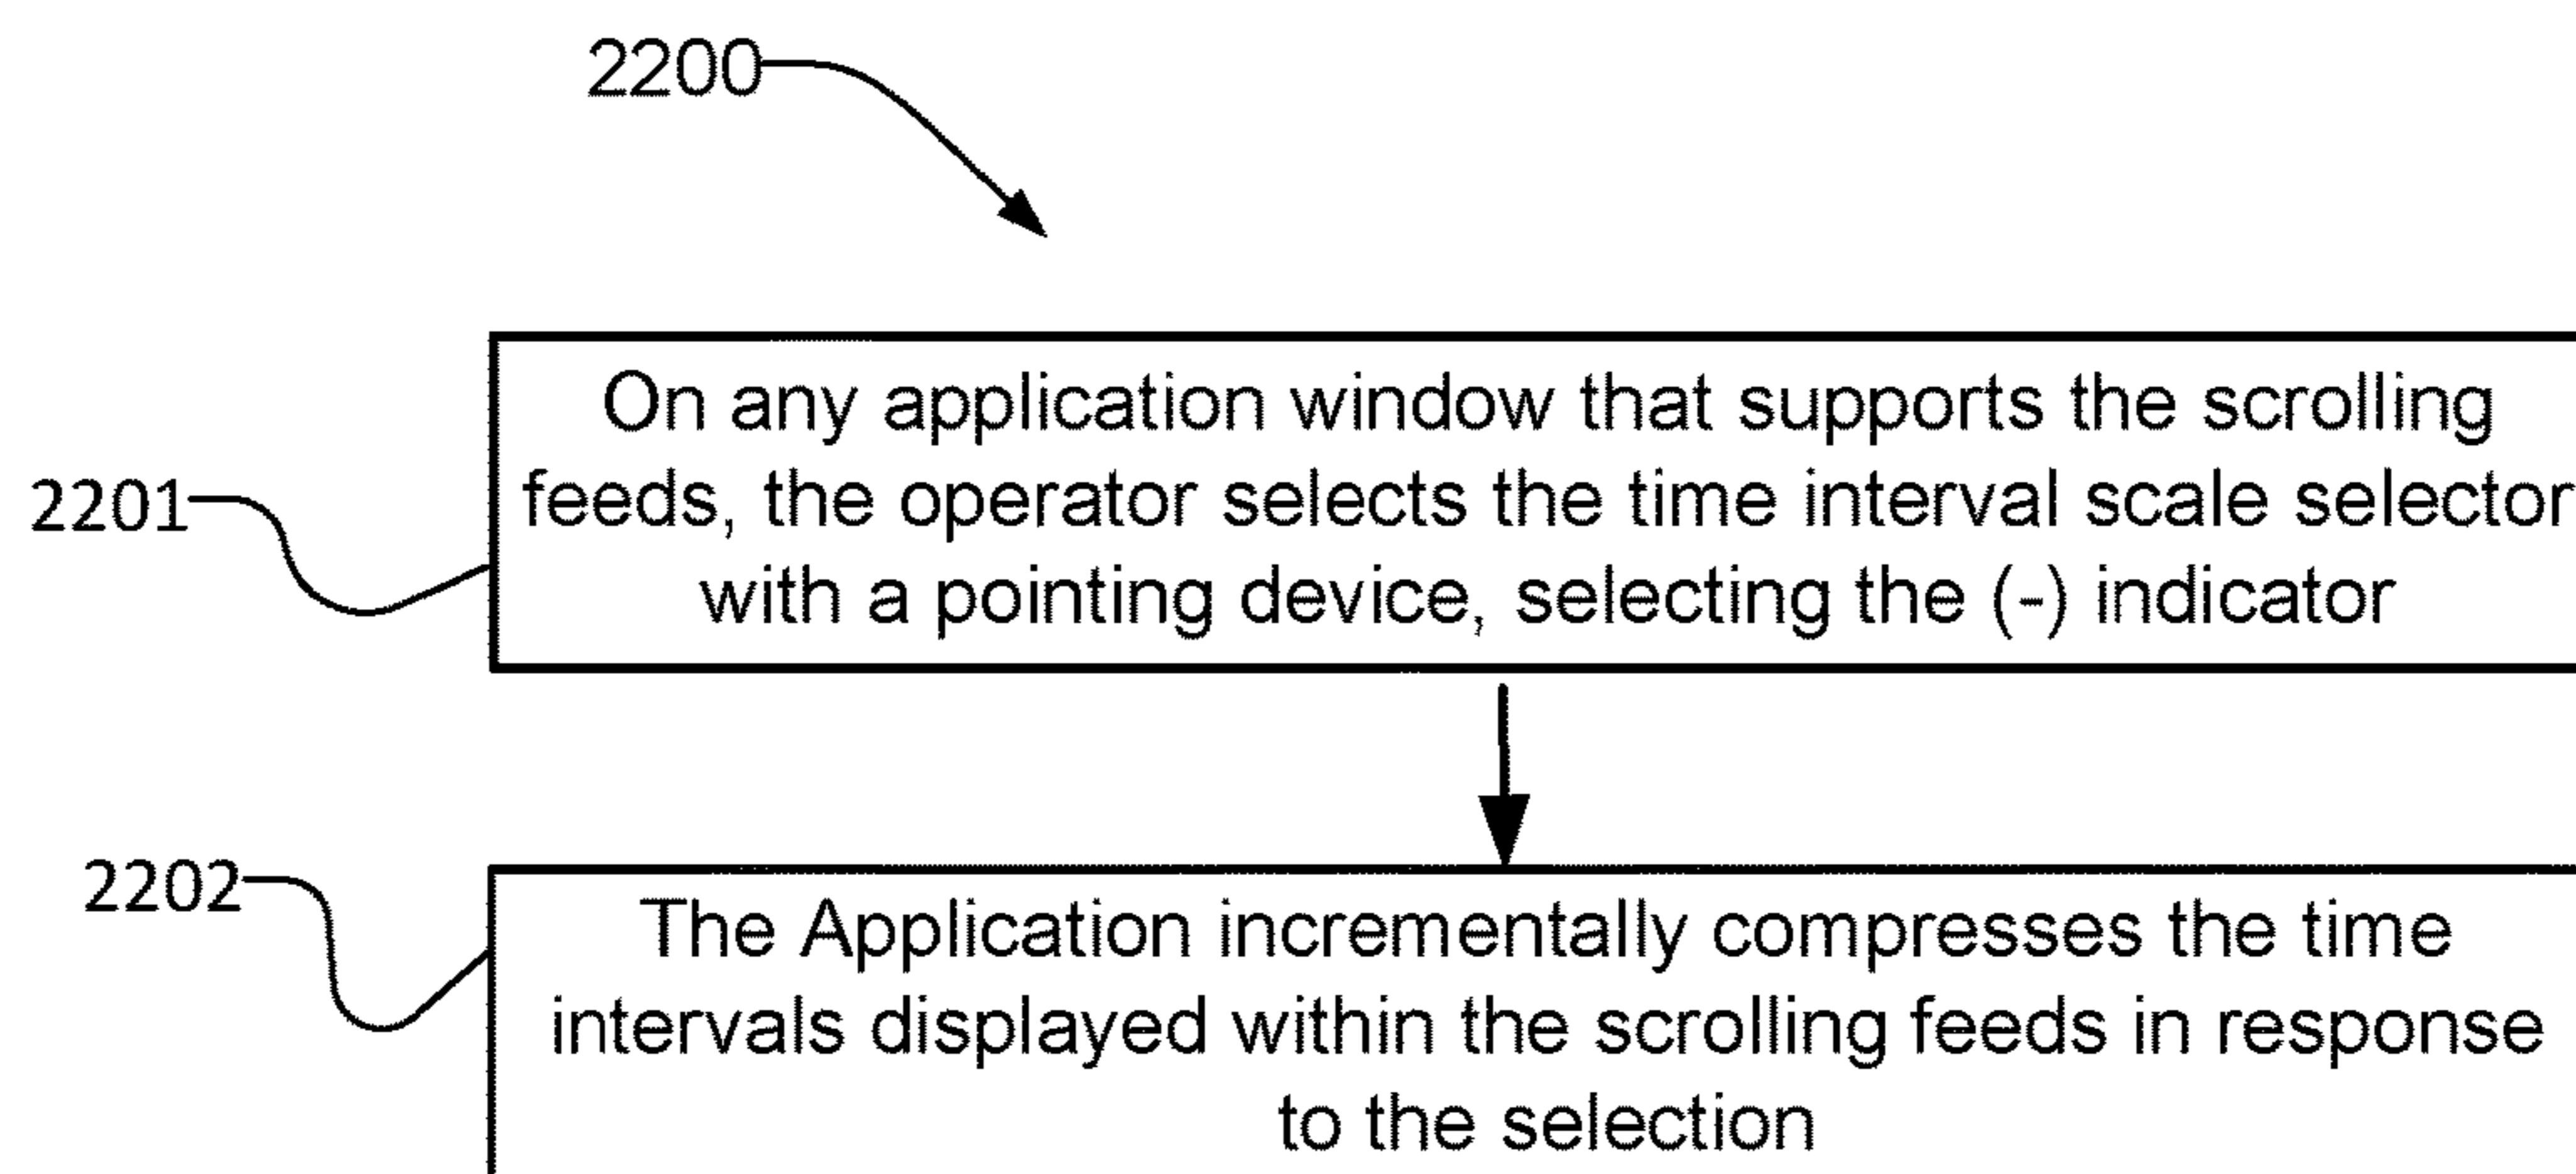 2200
On any application window that supports the scrolling
2201
feeds, the operator selects the time interval scale selector
with a pointing device, selecting the (-) indicator
2202
The Application incrementally compresses the time
intervals displayed within the scrolling feeds in response
to the selection